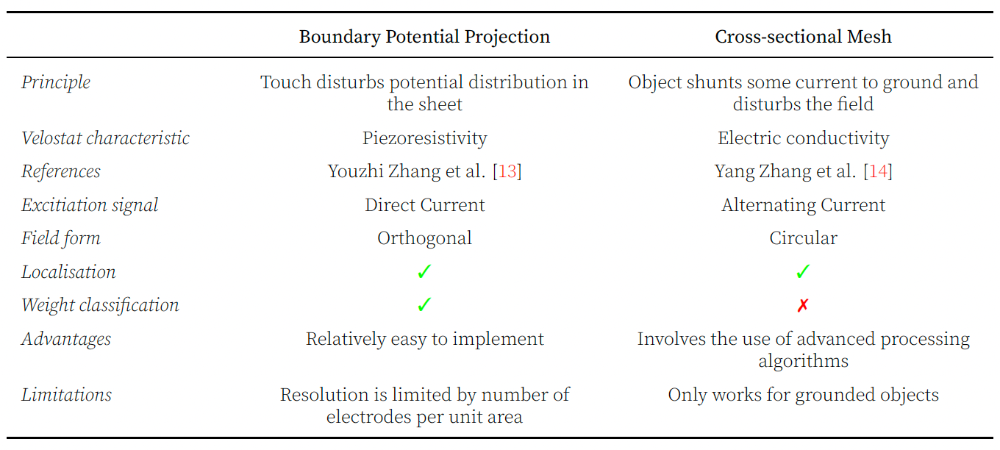 Boundary Potential Projection Cross-sectional Mesh
Principle Touch disturbs potential distribution in Object shunts some current to ground and
the sheet disturbs the field
Velostat characteristic Piezoresistivity Electric conductivity
References Youzhi Zhang et al. [13] Yang Zhang et al. [14]
Excitiation signal Direct Current Alternating Current
Field form Orthogonal Circular
Localisation ✓ ✓
Weight classification ✓ ✗
Advantages Relatively easy to implement Involves the use of advanced processing
algorithms
Limitations Resolution is limited by number of Only works for grounded objects
electrodes per unit area